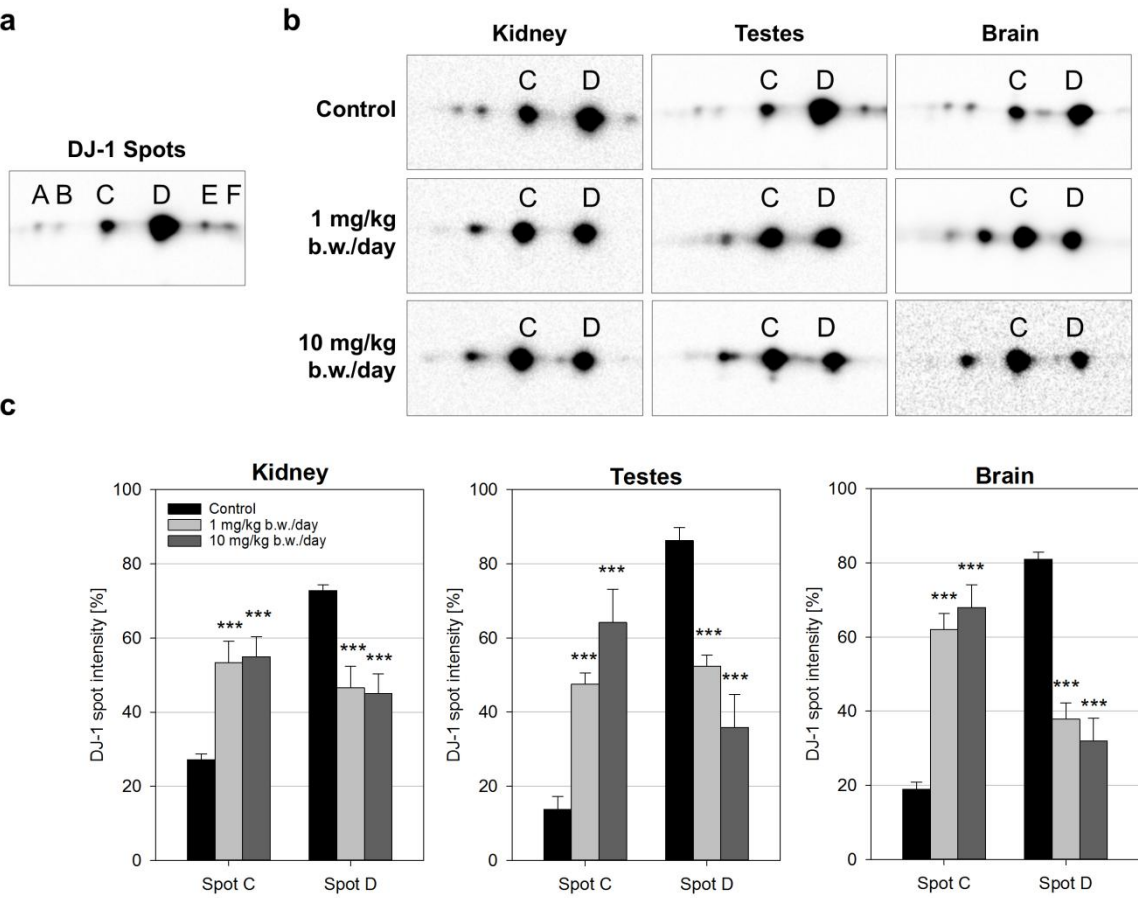 a
DJ-1 Spots
A B C D E F
b
Kidney Testes Brain
Control
C D C D C D
1 mg/kg
b.w./day
C D C D C D
10 mg/kg
b.w./day
C D C D C D
c
Kidney
DJ-1 spot intensity [%]
100
80
60
40
20
0
Control
1 mg/kg b.w./day
10 mg/kg b.w./day
*** ***
*** ***
Spot C Spot D
Testes
DJ-1 spot intensity [%]
100
80
60
40
20
0
*** ***
*** ***
Spot C Spot D
Brain
DJ-1 spot intensity [%]
100
80
60
40
20
0
*** ***
*** ***
Spot C Spot D